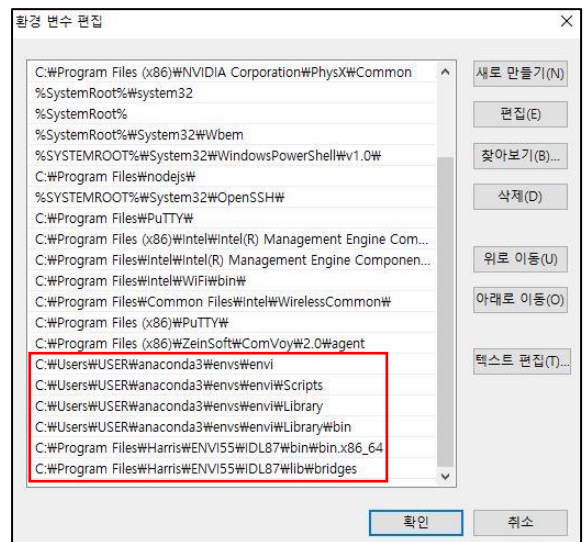 환경 변수 편집
C:₩Program Files (x86)₩NVIDIA Corporation₩PhysX₩Common
%SystemRoot%₩system32
%SystemRoot%
%SystemRoot%₩System32₩Wbem
%SYSTEMROOT%₩System32₩WindowsPowerShell₩v1.0₩
C:₩Program Files₩nodejs₩
%SYSTEMROOT%₩System32₩OpenSSH₩
C:₩Program Files₩PuTTY₩
C:₩Program Files (x86)₩Intel₩Intel(R) Management Engine Com...
C:₩Program Files₩Intel₩Intel(R) Management Engine Componen...
C:₩Program Files₩Intel₩WiFi₩bin₩
C:₩Program Files₩Common Files₩Intel₩WirelessCommon₩
C:₩Program Files (x86)₩PuTTY₩
C:₩Program Files (x86)₩ZeinSoft₩ComVoy₩2.0₩agent
C:₩Users₩USER₩anaconda3₩envs₩envi
C:₩Users₩USER₩anaconda3₩envs₩envi₩Scripts
C:₩Users₩USER₩anaconda3₩envs₩envi₩Library
C:₩Users₩USER₩anaconda3₩envs₩envi₩Library₩bin
C:₩Program Files₩Harris₩ENVI55₩IDL87₩bin₩bin.x86_64
C:₩Program Files₩Harris₩ENVI55₩IDL87₩lib₩bridges
새로 만들기(N)
편집(E)
찾아보기(B)...
삭제(D)
위로 이동(U)
아래로 이동(O)
텍스트 편집(T)...
확인
취소